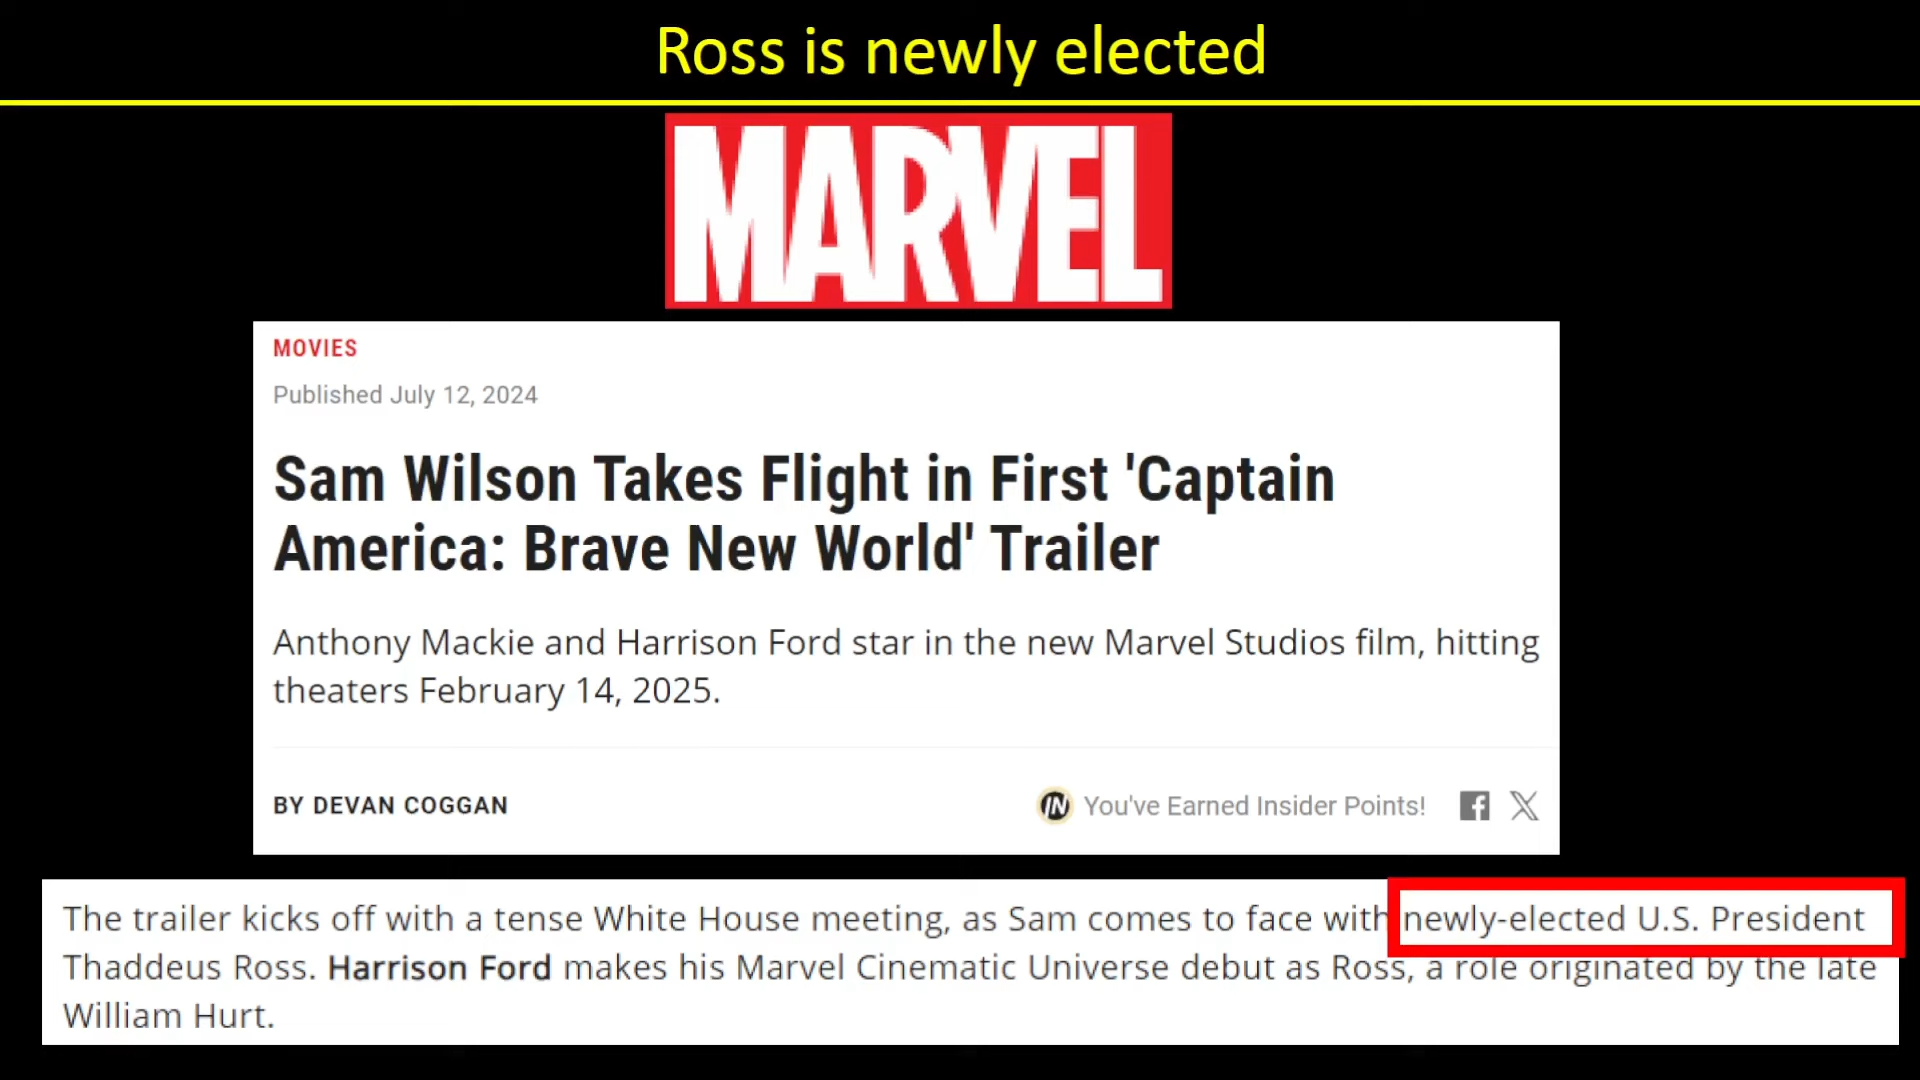 Ross is newly elected
MARVEL
MOVIES
Published July 12, 2024
Sam Wilson Takes Flight in First 'Captain
America: Brave New World' Trailer
Anthony Mackie and Harrison Ford star in the new Marvel Studios film, hitting
theaters February 14, 2025.
BY DEVAN COGGAN
IN You've Earned Insider Points!
The trailer kicks off with a tense White House meeting, as Sam comes to face with newly-elected U.S. President
Thaddeus Ross. Harrison Ford makes his Marvel Cinematic Universe debut as Ross, a role originated by the late
William Hurt.